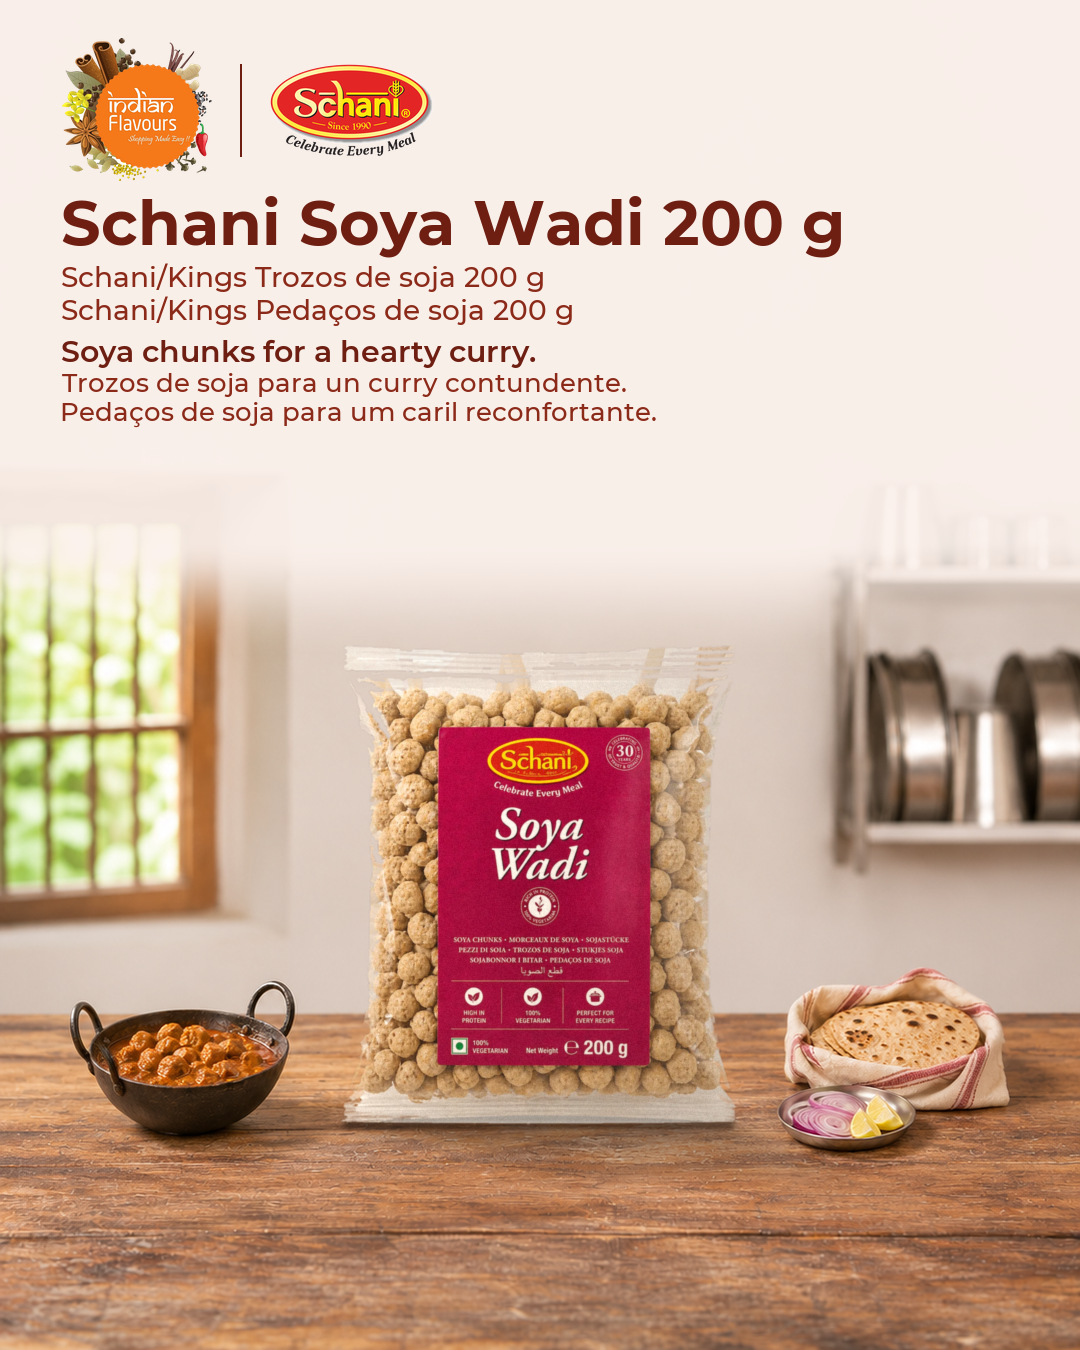 indian
Flavours
Shopping Made Easy !!
Schani®
Since 1990
Celebrate Every Meal
Schani Soya Wadi 200 g
Schani/Kings Trozos de soja 200 g
Schani/Kings Pedaços de soja 200 g
Soya chunks for a hearty curry.
Trozos de soja para un curry contundente.
Pedaços de soja para um caril reconfortante.
Schani
Celebrate Every Meal
30
YEARS
Soya
Wadi
SOYA CHUNKS • MORCEAUX DE SOYA • SOJASTÜCKE
PEZZI DI SOIA • TROZOS DE SOJA • STUKJES SOJA
SOJABONNOR I BITAR • PEDAÇOS DE SOJA
قطع الصويا
HIGH IN
PROTEIN
100%
VEGETARIAN
PERFECT FOR
EVERY RECIPE
100%
VEGETARIAN
Net Weight ℮ 200 g